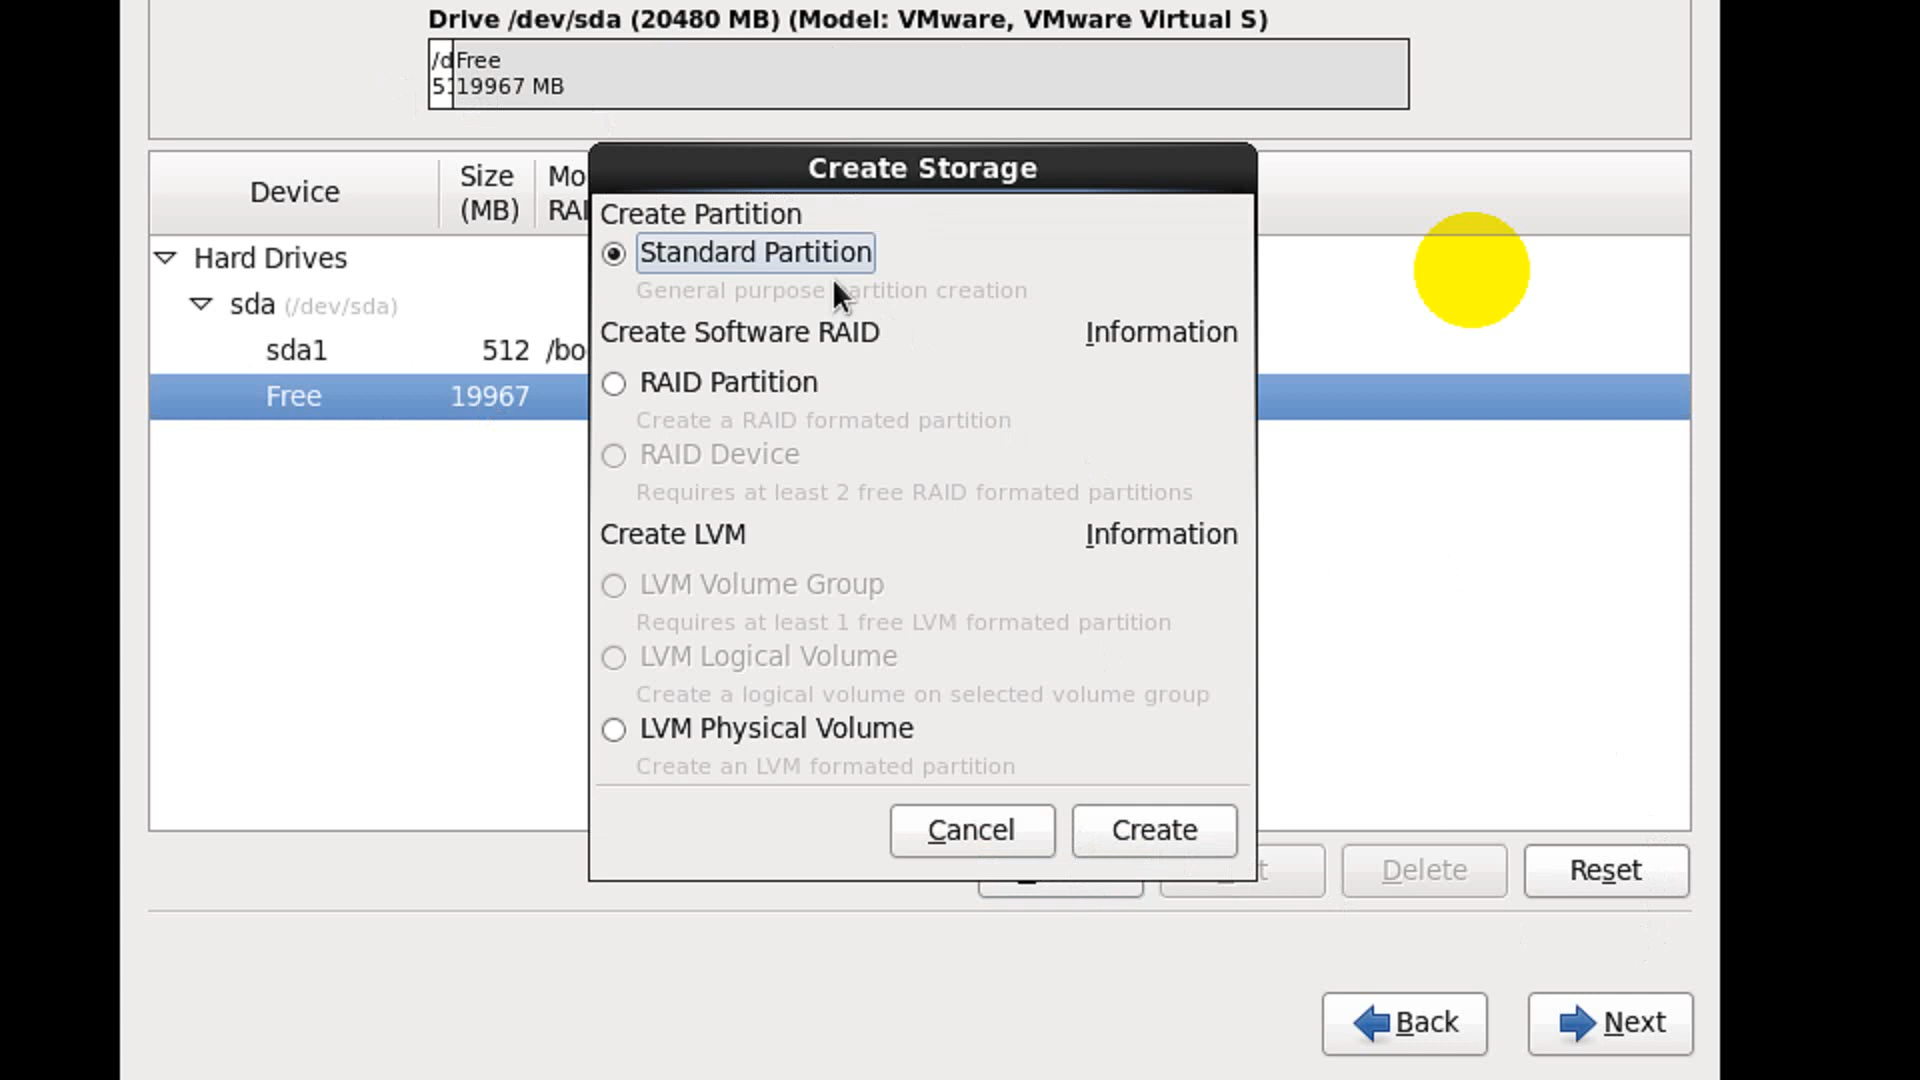 Drive /dev/sda (20480 MB) (Model: VMware, VMware Virtual S)
Free
19967 MB
Device
Size
(MB)
Hard Drives
sda (/dev/sda)
sda1 512 /bo
Free 19967
Create Storage
Create Partition
Standard Partition
General purpose partition creation
Create Software RAID Information
RAID Partition
Create a RAID formated partition
RAID Device
Requires at least 2 free RAID formated partitions
Create LVM Information
LVM Volume Group
Requires at least 1 free LVM formated partition
LVM Logical Volume
Create a logical volume on selected volume group
LVM Physical Volume
Create an LVM formated partition
Cancel Create
Delete Reset
Back Next